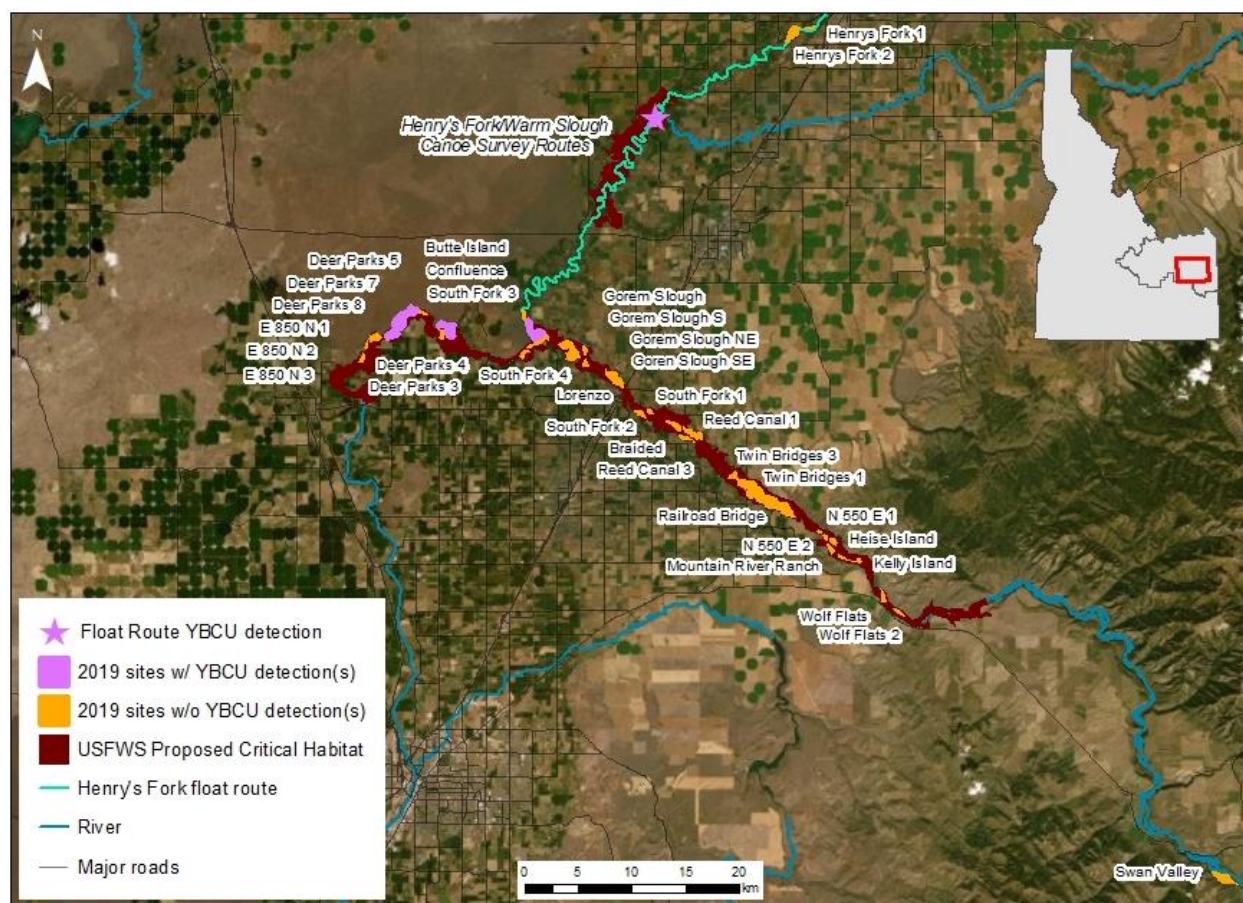 N
Henrys Fork 1
Henrys Fork 2
Henry's Fork/Warm Slough
Canoe Survey Routes
Butte Island
Confluence
South Fork 3
Deer Parks 5
Deer Parks 7
Deer Parks 8
E 850 N 1
E 850 N 2
E 850 N 3
Deer Parks 4
Deer Parks 3
South Fork 4
Gorem Slough
Gorem Slough S
Gorem Slough NE
Goren Slough SE
Lorenzo
South Fork 1
South Fork 2
Reed Canal 1
Braided
Reed Canal 3
Twin Bridges 3
Twin Bridges 1
Railroad Bridge
N 550 E 1
N 550 E 2
Heise Island
Mountain River Ranch
Kelly Island
Wolf Flats
Wolf Flats 2
Swan Valley
Float Route YBCU detection
2019 sites w/ YBCU detection(s)
2019 sites w/o YBCU detection(s)
USFWS Proposed Critical Habitat
Henry's Fork float route
River
Major roads
0 5 10 15 20
km